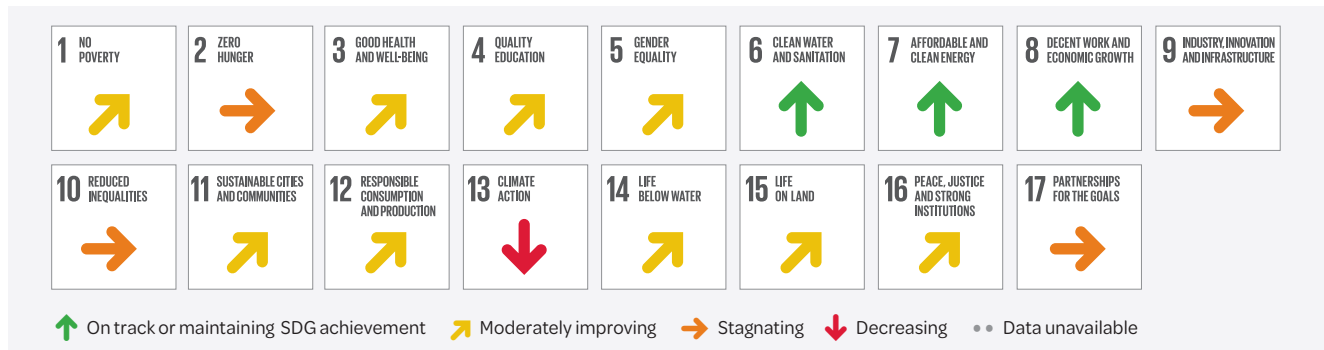 1 NO
POVERTY
2 ZERO
HUNGER
3 GOOD HEALTH
AND WELL-BEING
4 QUALITY
EDUCATION
5 GENDER
EQUALITY
6 CLEAN WATER
AND SANITATION
7 AFFORDABLE AND
CLEAN ENERGY
8 DECENT WORK AND
ECONOMIC GROWTH
9 INDUSTRY, INNOVATION
AND INFRASTRUCTURE
10 REDUCED
INEQUALITIES
11 SUSTAINABLE CITIES
AND COMMUNITIES
12 RESPONSIBLE
CONSUMPTION
AND PRODUCTION
13 CLIMATE
ACTION
14 LIFE
BELOW WATER
15 LIFE
ON LAND
16 PEACE, JUSTICE
AND STRONG
INSTITUTIONS
17 PARTNERSHIPS
FOR THE GOALS
On track or maintaining SDG achievement
Moderately improving
Stagnating
Decreasing
Data unavailable